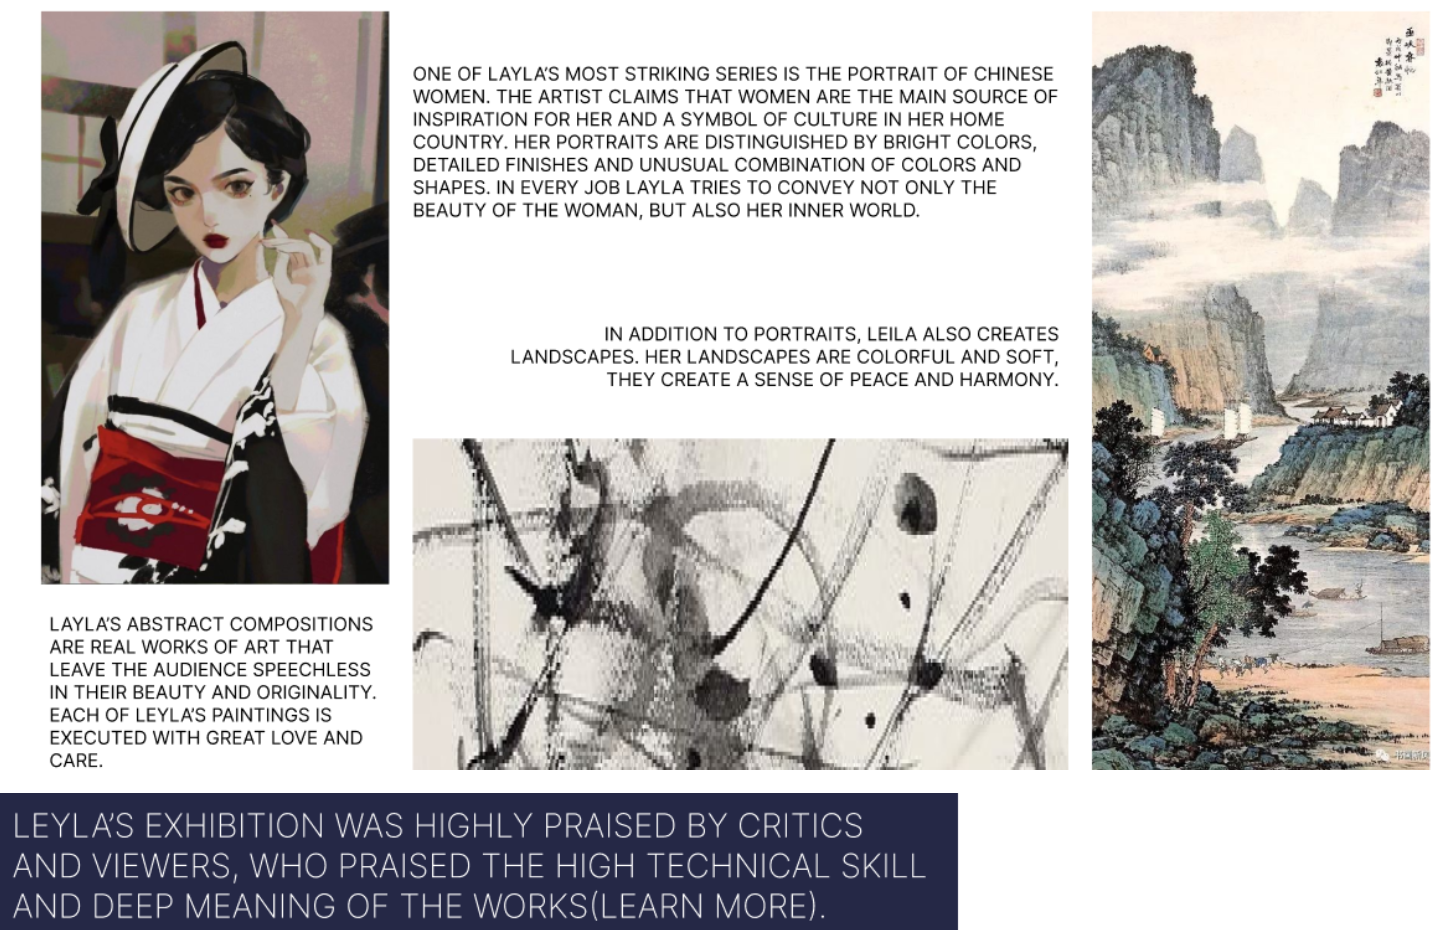 ONE OF LAYLA'S MOST STRIKING SERIES IS THE PORTRAIT OF CHINESE
WOMEN. THE ARTIST CLAIMS THAT WOMEN ARE THE MAIN SOURCE OF
INSPIRATION FOR HER AND A SYMBOL OF CULTURE IN HER HOME
COUNTRY. HER PORTRAITS ARE DISTINGUISHED BY BRIGHT COLORS,
DETAILED FINISHES AND UNUSUAL COMBINATION OF COLORS AND
SHAPES. IN EVERY JOB LAYLA TRIES TO CONVEY NOT ONLY THE
BEAUTY OF THE WOMAN, BUT ALSO HER INNER WORLD.
IN ADDITION TO PORTRAITS, LEILA ALSO CREATES
LANDSCAPES. HER LANDSCAPES ARE COLORFUL AND SOFT,
THEY CREATE A SENSE OF PEACE AND HARMONY.
LAYLA'S ABSTRACT COMPOSITIONS
ARE REAL WORKS OF ART THAT
LEAVE THE AUDIENCE SPEECHLESS
IN THEIR BEAUTY AND ORIGINALITY.
EACH OF LEYLA'S PAINTINGS IS
EXECUTED WITH GREAT LOVE AND
CARE.
LEYLA'S EXHIBITION WAS HIGHLY PRAISED BY CRITICS
AND VIEWERS, WHO PRAISED THE HIGH TECHNICAL SKILL
AND DEEP MEANING OF THE WORKS(LEARN MORE).